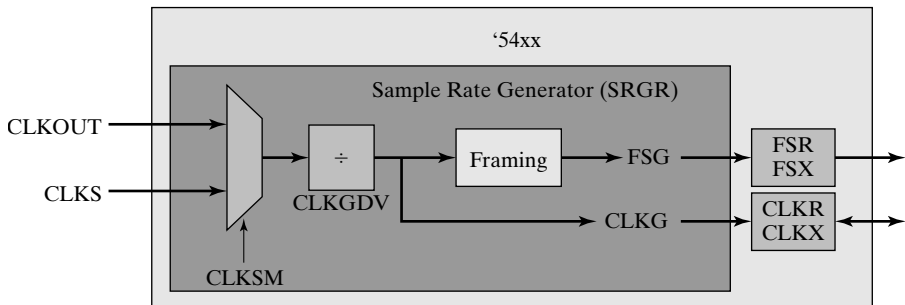 ‘54xx
Sample Rate Generator (SRGR)
CLKOUT
CLKS
÷
CLKGDV
CLKSM
Framing
FSG
CLKG
FSR
FSX
CLKR
CLKX